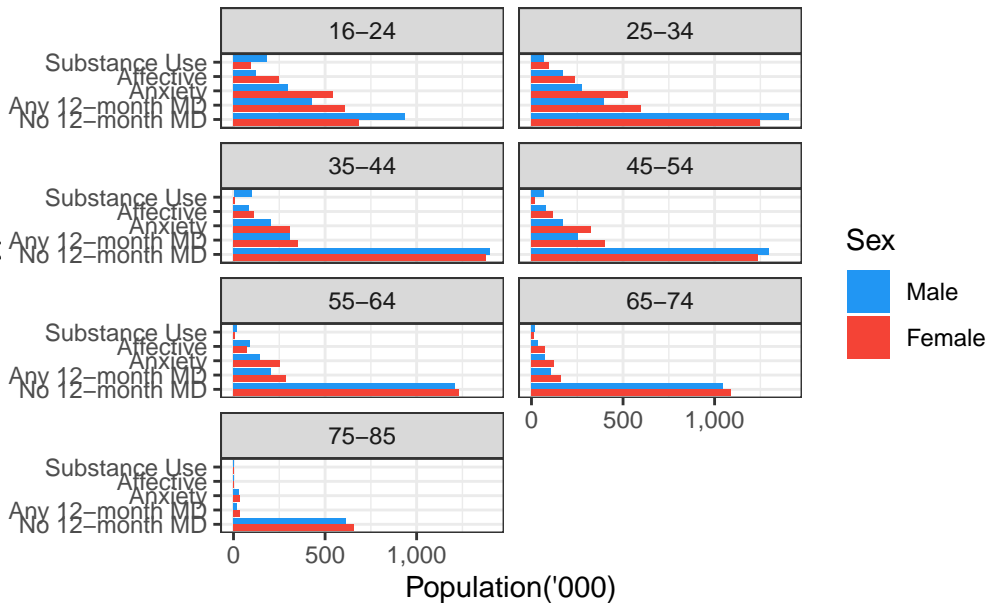 16−24
25−34
Substance Use
Affective
Anxiety
Any 12−month MD
No 12−month MD
35−44
45−54
Substance Use
Affective
Anxiety
Any 12−month MD
No 12−month MD
55−64
65−74
Substance Use
Affective
Anxiety
Any 12−month MD
No 12−month MD
0 500 1,000
75−85
Substance Use
Affective
Anxiety
Any 12−month MD
No 12−month MD
0 500 1,000
Population('000)
Sex
Male
Female